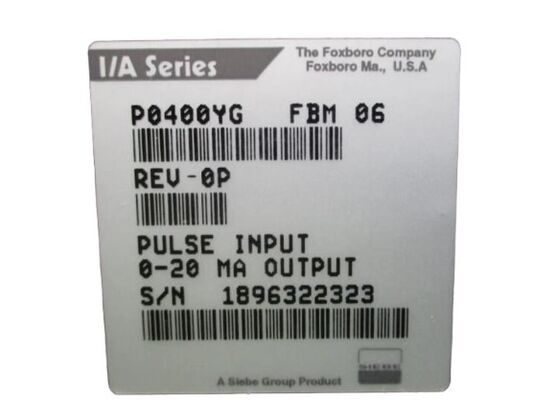 I/A Series
The Foxboro Company
Foxboro Ma., U.S.A
P0400YG FBM 06
REV-0P
PULSE INPUT
0-20 MA OUTPUT
S/N 1896322323
SIEBE
A Siebe Group Product